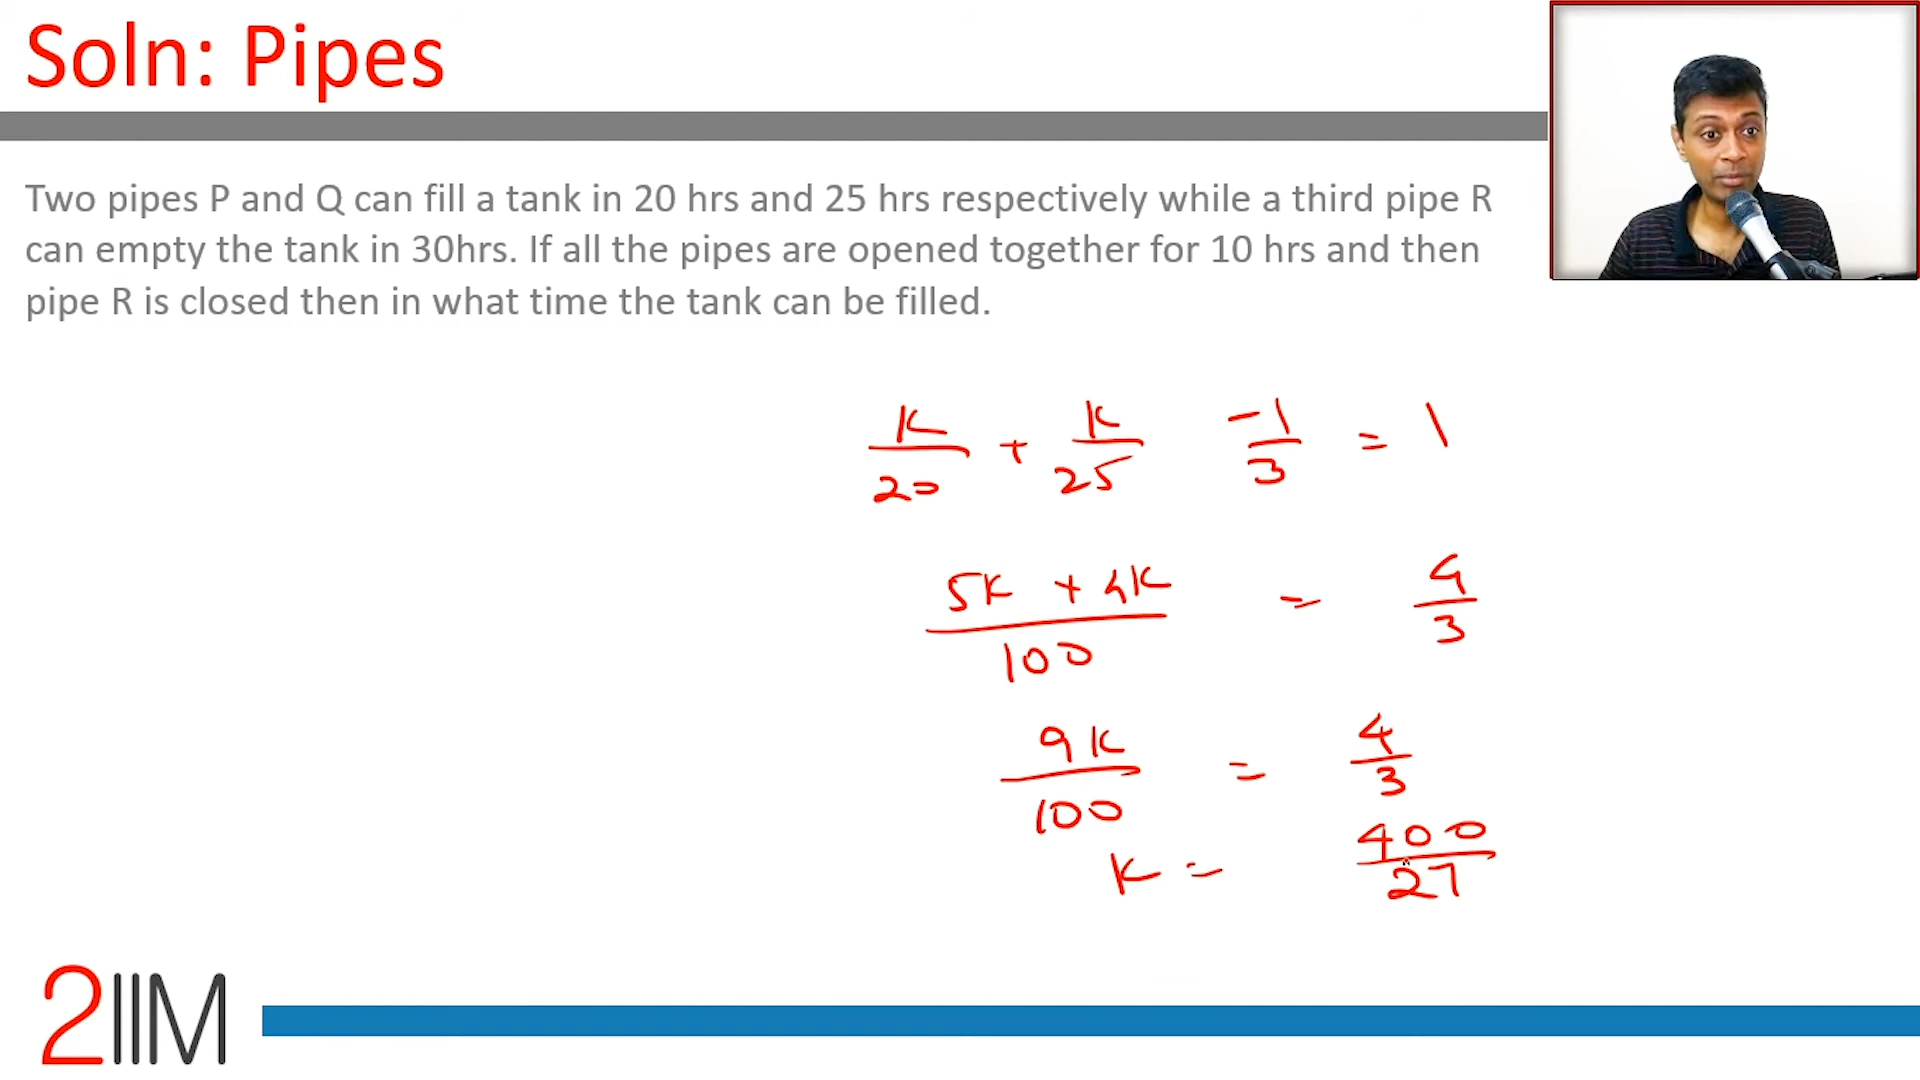 Soln: Pipes
Two pipes P and Q can fill a tank in 20 hrs and 25 hrs respectively while a third pipe R
can empty the tank in 30hrs. If all the pipes are opened together for 10 hrs and then
pipe R is closed then in what time the tank can be filled.
K/20 + K/25 -1/3 = 1
5K + 4K/100 = 4/3
9K/100 = 4/3
K = 400/27
2IIM